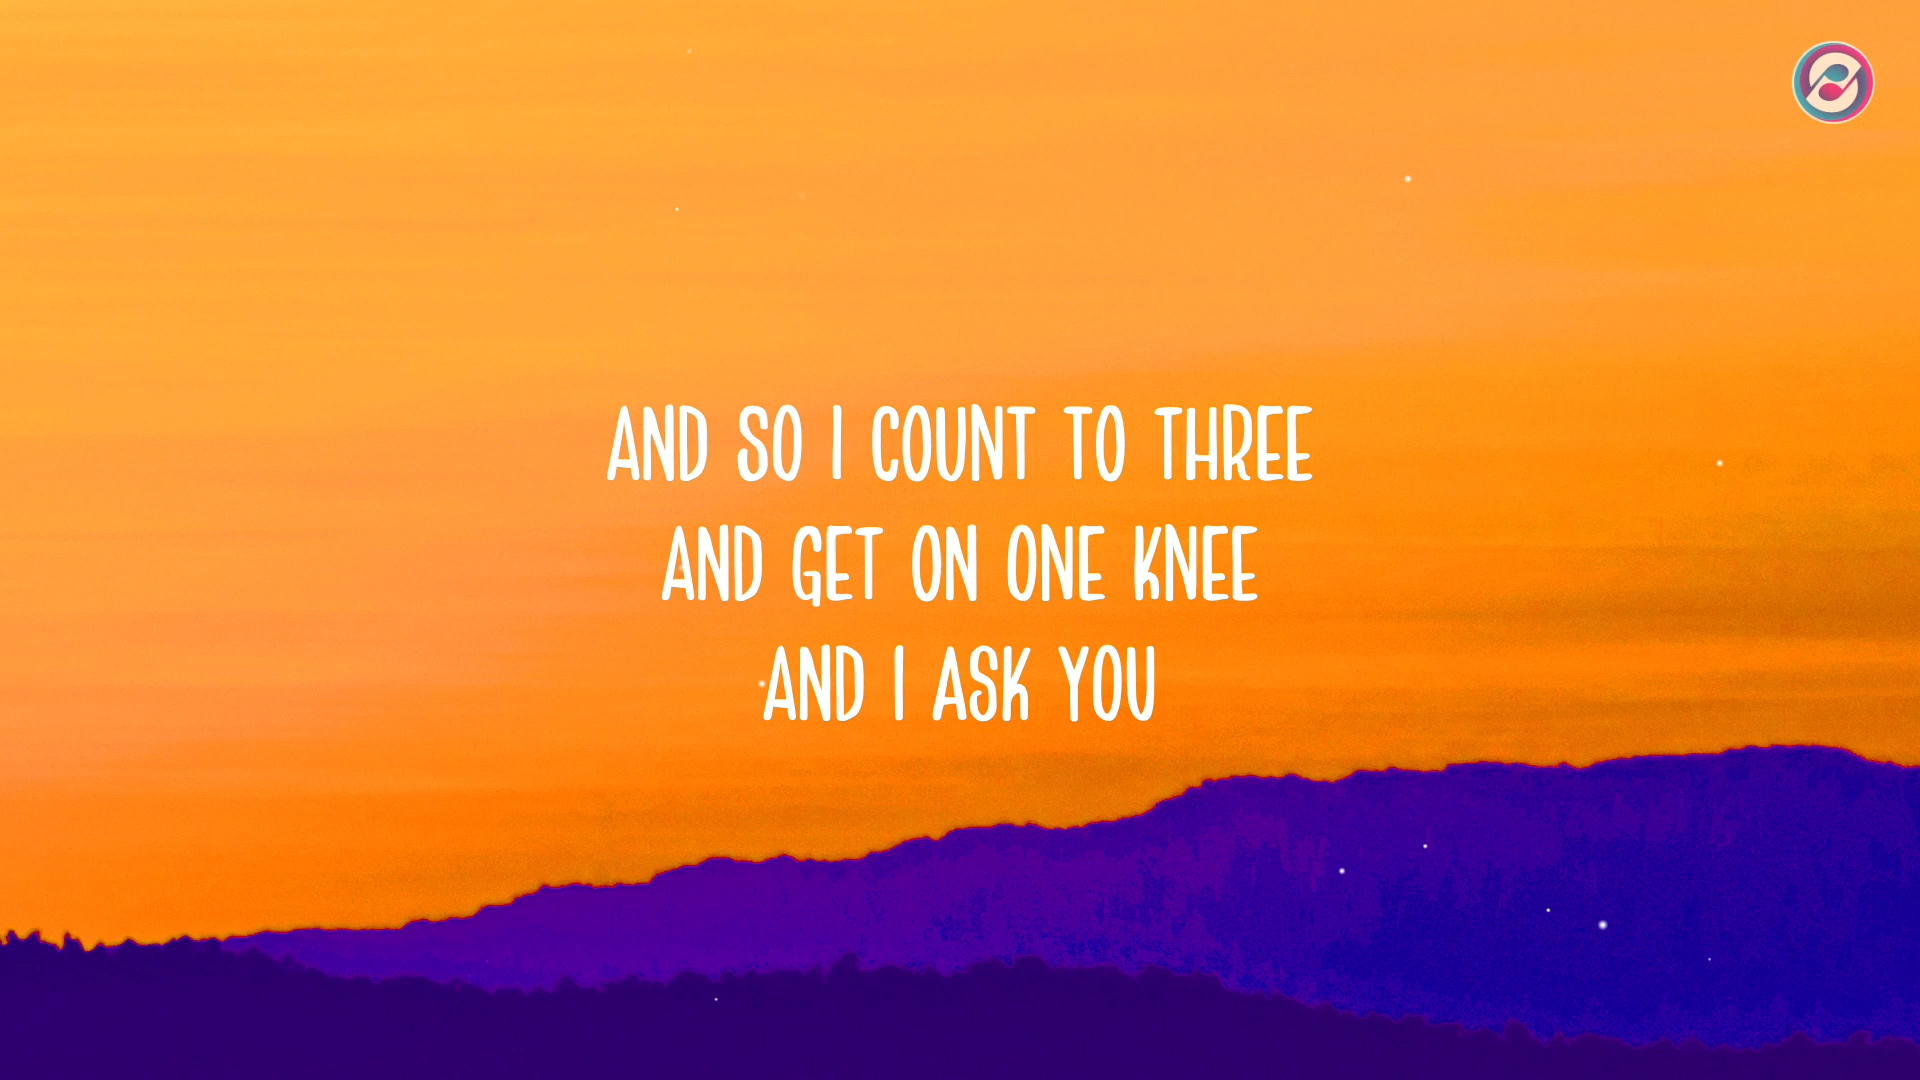 AND SO I COUNT TO THREE
AND GET ON ONE KNEE
AND I ASK YOU